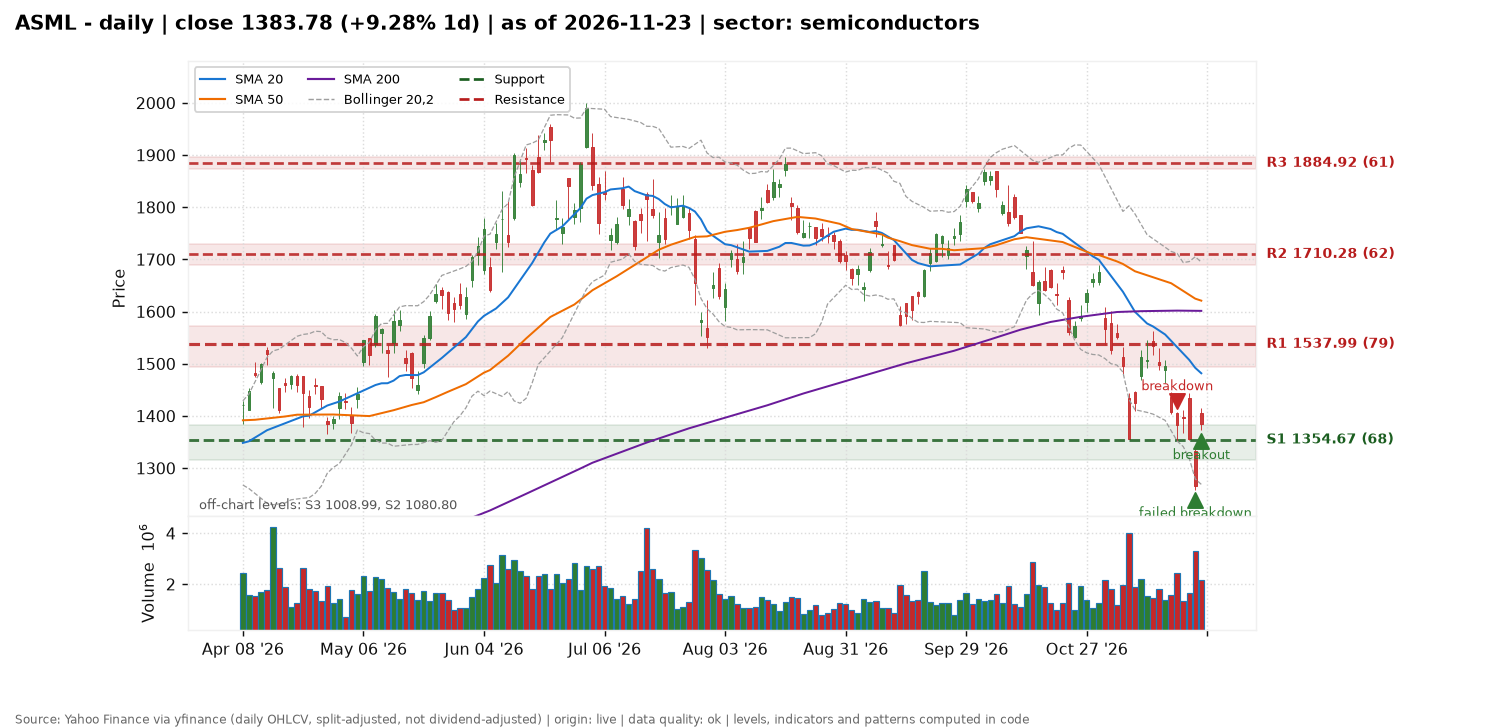 ASML - daily | close 1383.78 (+9.28% 1d) | as of 2026-11-23 | sector: semiconductors
SMA 20
SMA 50
SMA 200
Bollinger 20,2
Support
Resistance
Price
2000
1900
1800
1700
1600
1500
1400
1300
R3 1884.92 (61)
R2 1710.28 (62)
R1 1537.99 (79)
S1 1354.67 (68)
breakdown
breakout
failed breakdown
off-chart levels: S3 1008.99, S2 1080.80
Volume 10⁶
4
2
Apr 08 '26
May 06 '26
Jun 04 '26
Jul 06 '26
Aug 03 '26
Aug 31 '26
Sep 29 '26
Oct 27 '26
Source: Yahoo Finance via yfinance (daily OHLCV, split-adjusted, not dividend-adjusted) | origin: live | data quality: ok | levels, indicators and patterns computed in code